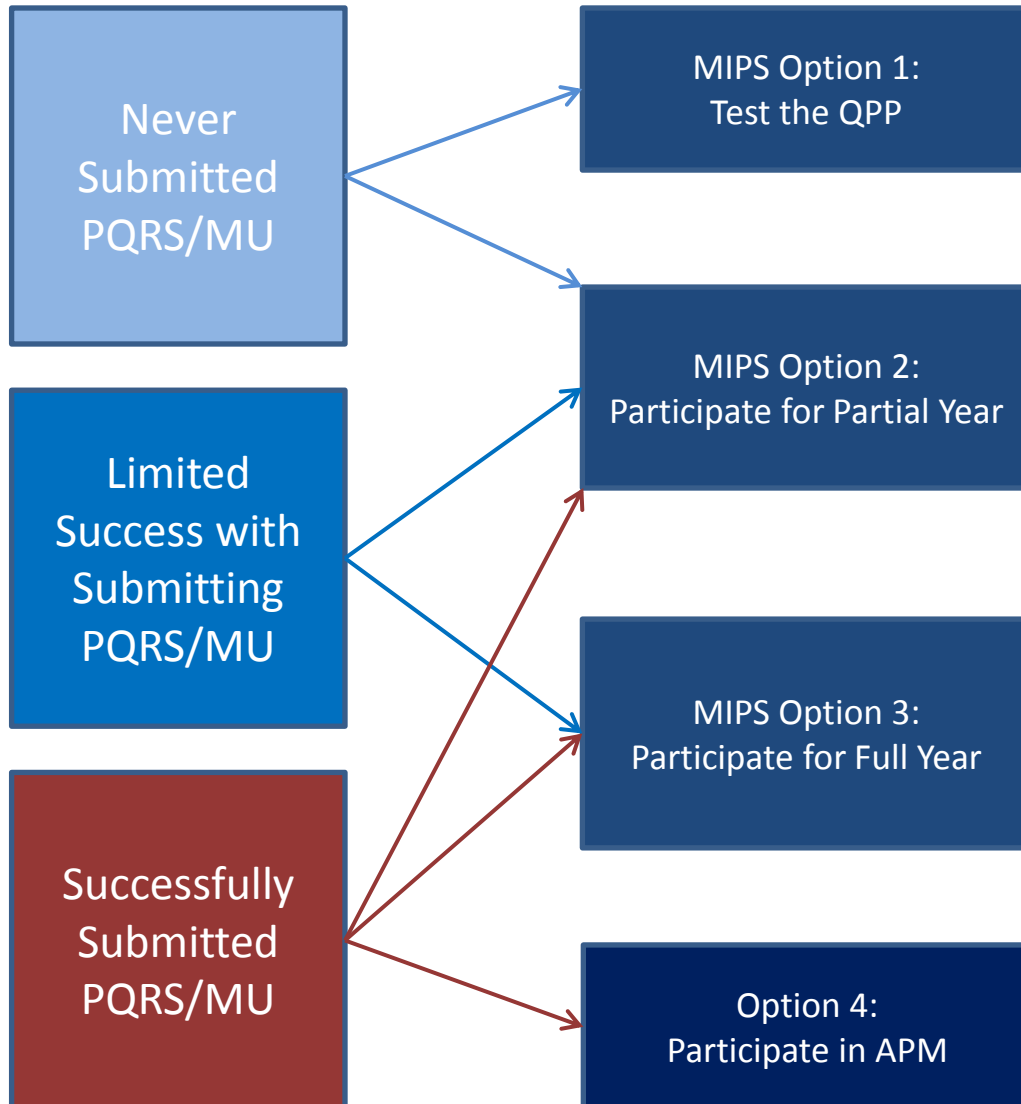 Never
Submitted
PQRS/MU
MIPS Option 1:
Test the QPP
MIPS Option 2:
Participate for Partial Year
Limited
Success with
Submitting
PQRS/MU
MIPS Option 3:
Participate for Full Year
Successfully
Submitted
PQRS/MU
Option 4:
Participate in APM